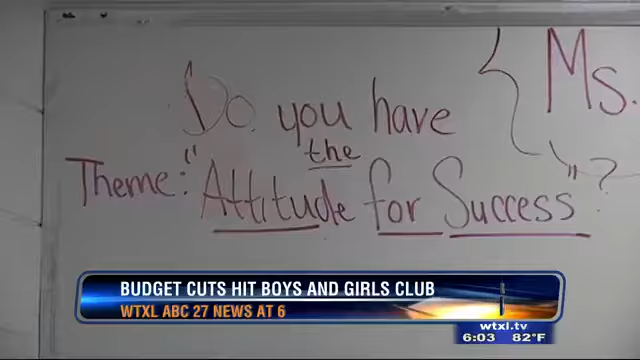 Do you have
Ms.
the
Theme: "Attitude for Success"?
BUDGET CUTS HIT BOYS AND GIRLS CLUB
WTXL ABC 27 NEWS AT 6
wtxl.tv
6:03 82°F